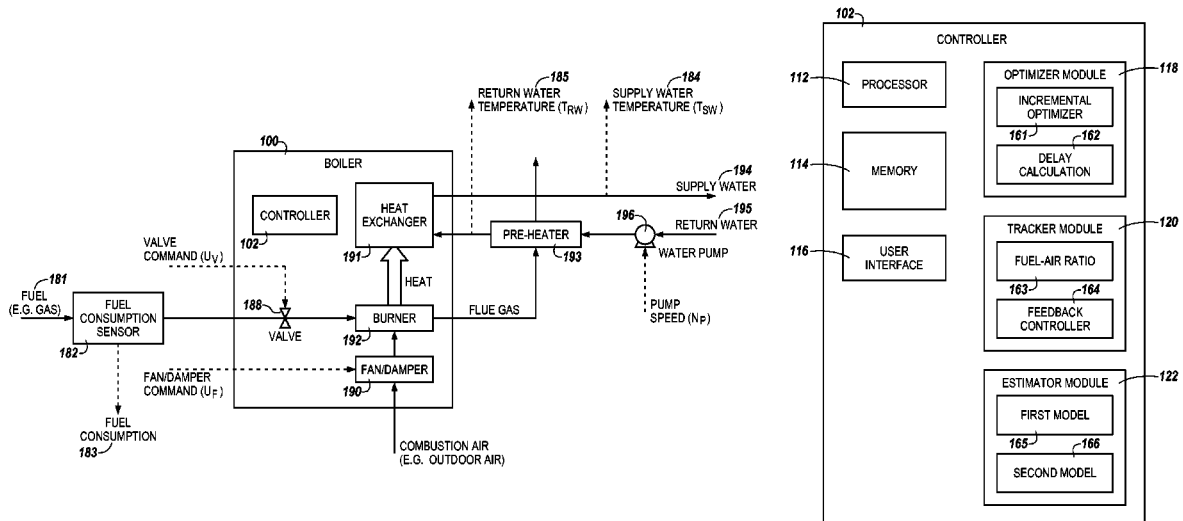 185
RETURN WATER
TEMPERATURE (TRW)
184
SUPPLY WATER
TEMPERATURE (TSW)
100
BOILER
CONTROLLER
102
HEAT
EXCHANGER
191
194
SUPPLY WATER
196
195
RETURN WATER
PRE-HEATER
193
WATER PUMP
VALVE
COMMAND (UV)
HEAT
181
FUEL
(E.G. GAS)
FUEL
CONSUMPTION
SENSOR
182
188
VALVE
BURNER
192
FLUE GAS
PUMP
SPEED (NP)
FAN/DAMPER
COMMAND (UF)
FAN/DAMPER
190
FUEL
CONSUMPTION
183
COMBUSTION AIR
(E.G. OUTDOOR AIR)
102
CONTROLLER
112
PROCESSOR
114
MEMORY
116
USER
INTERFACE
OPTIMIZER MODULE
118
INCREMENTAL
OPTIMIZER
161
162
DELAY
CALCULATION
TRACKER MODULE
120
FUEL-AIR RATIO
163
164
FEEDBACK
CONTROLLER
ESTIMATOR MODULE
122
FIRST MODEL
165
166
SECOND MODEL